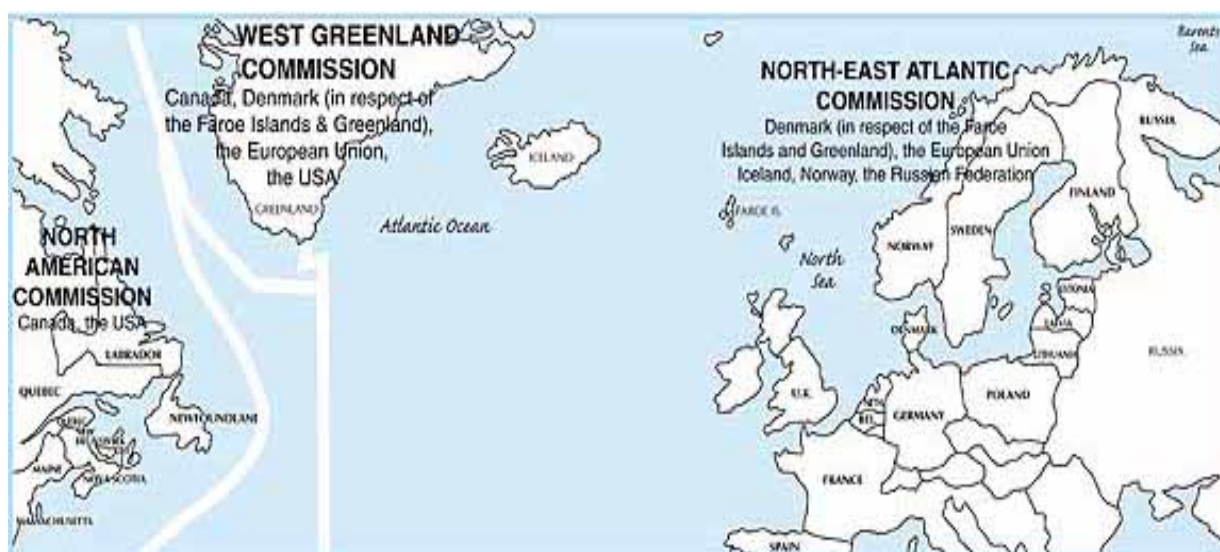 WEST GREENLAND
COMMISSION
Canada, Denmark (in respect of
the Faroe Islands & Greenland),
the European Union,
the USA
GREENLAND
ICELAND
Atlantic Ocean
NORTH
AMERICAN
COMMISSION
Canada, the USA
LABRADOR
QUEBEC
NEWFOUNDLAND
MAINE
NOVA SCOTIA
MASSACHUSETTS
NORTH-EAST ATLANTIC
COMMISSION
Denmark (in respect of the Faroe
Islands and Greenland), the European Union
Iceland, Norway, the Russian Federation
Barents
Sea
RUSSIA
FINLAND
FAROE IS.
SWEDEN
NORWAY
North
Sea
ESTONIA
DENMARK
LATVIA
LITHUANIA
RUSSIA
U.K.
NETH.
BEL.
GERMANY
POLAND
FRANCE
SPAIN